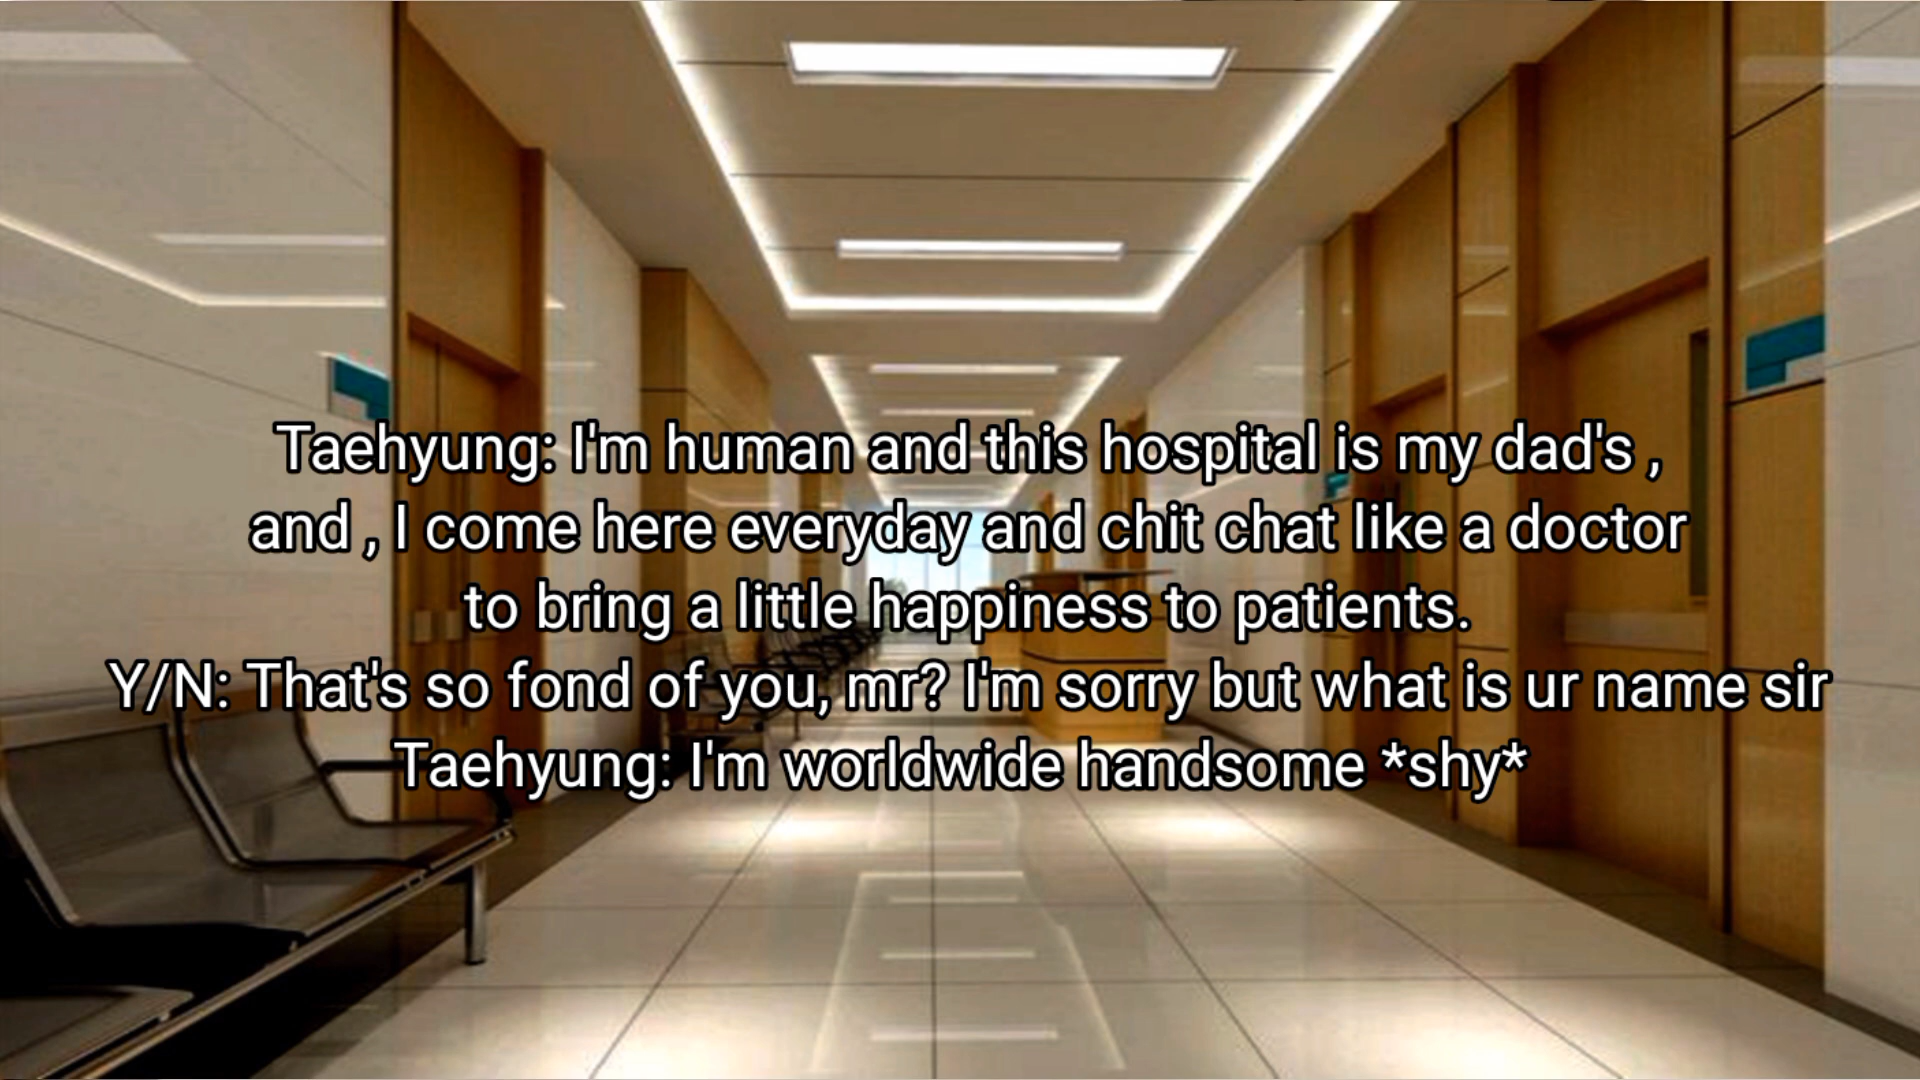 Taehyung: I'm human and this hospital is my dad's ,
and , I come here everyday and chit chat like a doctor
to bring a little happiness to patients.
Y/N: That's so fond of you, mr? I'm sorry but what is ur name sir
Taehyung: I'm worldwide handsome *shy*